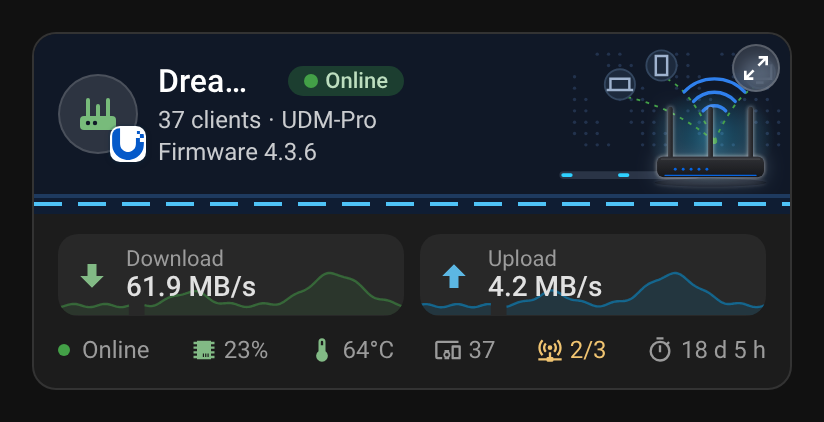 Drea…
Online
37 clients · UDM-Pro
Firmware 4.3.6
Download
61.9 MB/s
Upload
4.2 MB/s
Online
23%
64°C
37
2/3
18 d 5 h